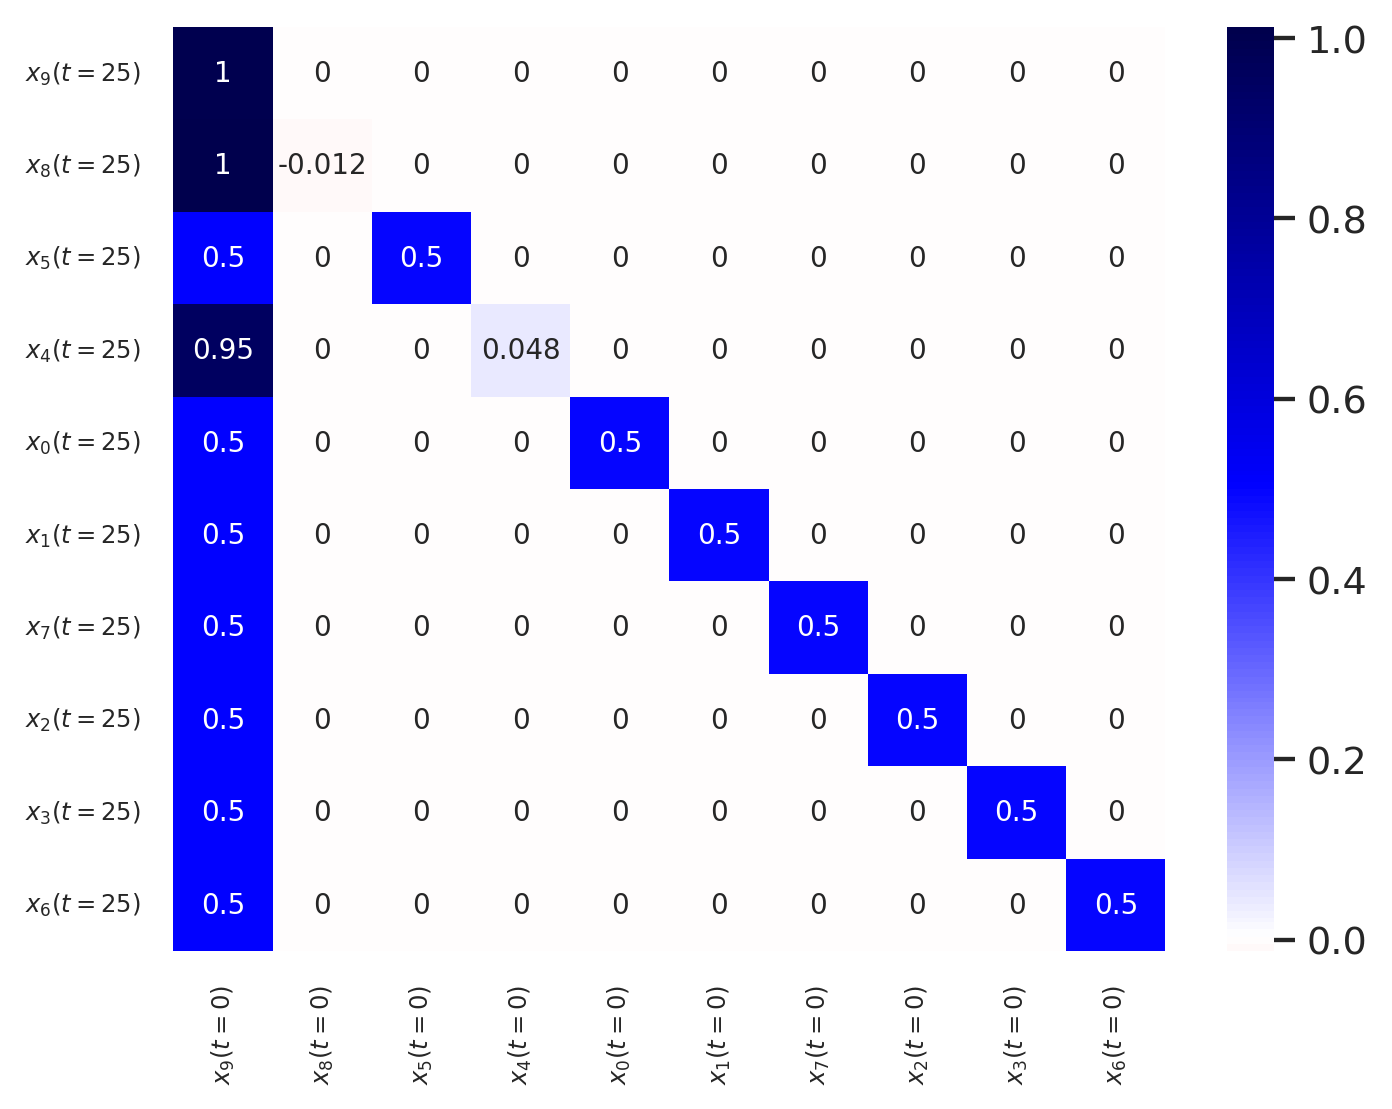 x₉(t = 25) 1 0 0 0 0 0 0 0 0 0
x₈(t = 25) 1 -0.012 0 0 0 0 0 0 0 0
x₅(t = 25) 0.5 0 0.5 0 0 0 0 0 0 0
x₄(t = 25) 0.95 0 0 0.048 0 0 0 0 0 0
x₀(t = 25) 0.5 0 0 0 0.5 0 0 0 0 0
x₁(t = 25) 0.5 0 0 0 0 0.5 0 0 0 0
x₇(t = 25) 0.5 0 0 0 0 0 0.5 0 0 0
x₂(t = 25) 0.5 0 0 0 0 0 0 0.5 0 0
x₃(t = 25) 0.5 0 0 0 0 0 0 0 0.5 0
x₆(t = 25) 0.5 0 0 0 0 0 0 0 0 0.5
x₉(t = 0) x₈(t = 0) x₅(t = 0) x₄(t = 0) x₀(t = 0) x₁(t = 0) x₇(t = 0) x₂(t = 0) x₃(t = 0) x₆(t = 0)
1.0
0.8
0.6
0.4
0.2
0.0